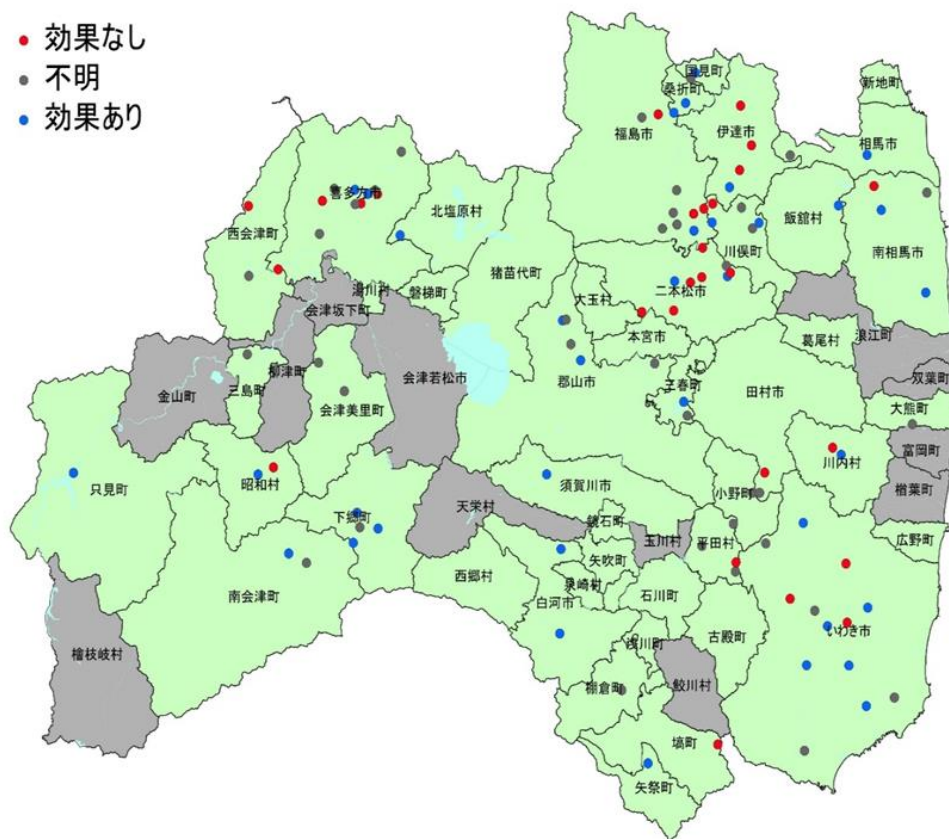 効果なし
不明
効果あり
国見町
桑折町
新地町
福島市
伊達市
相馬市
喜多方市
北塩原村
飯舘村
西会津町
川俣町
南相馬市
猪苗代町
湯川村
磐梯町
大玉村
二本松市
会津坂下町
本宮市
葛尾村
浪江町
会津若松市
郡山市
三春町
田村市
双葉町
金山町
三島町
柳津町
会津美里町
大熊町
富岡町
川内村
只見町
昭和村
須賀川市
小野町
楢葉町
下郷町
天栄村
鏡石町
玉川村
平田村
広野町
西郷村
矢吹町
泉崎村
石川町
南会津町
白河市
古殿町
いわき市
浅川町
檜枝岐村
棚倉町
鮫川村
塙町
矢祭町